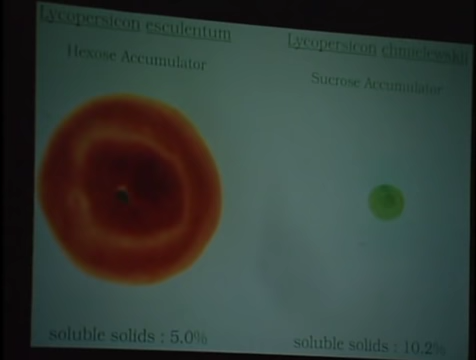 Lycopersicon esculentum
Hexose Accumulator
soluble solids : 5.0%
Lycopersicon chmielewskii
Sucrose Accumulator
soluble solids : 10.2%